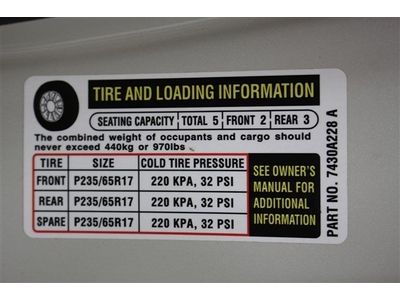 TIRE AND LOADING INFORMATION
SEATING CAPACITY TOTAL 5 FRONT 2 REAR 3
The combined weight of occupants and cargo should
never exceed 440kg or 970lbs
TIRE SIZE COLD TIRE PRESSURE
FRONT P235/65R17 220 KPA, 32 PSI
REAR P235/65R17 220 KPA, 32 PSI
SPARE P235/65R17 220 KPA, 32 PSI
SEE OWNER'S
MANUAL FOR
ADDITIONAL
INFORMATION
PART NO. 7430A228 A